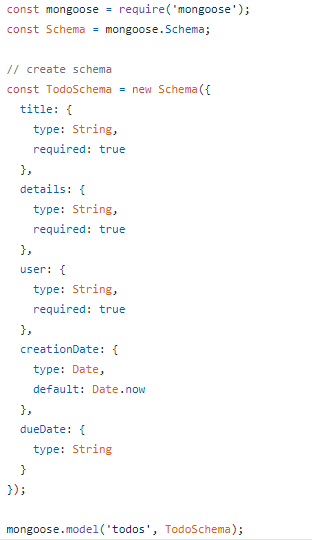 const mongoose = require('mongoose');
const Schema = mongoose.Schema;

// create schema
const TodoSchema = new Schema({
  title: {
    type: String,
    required: true
  },
  details: {
    type: String,
    required: true
  },
  user: {
    type: String,
    required: true
  },
  creationDate: {
    type: Date,
    default: Date.now
  },
  dueDate: {
    type: String
  }
});

mongoose.model('todos', TodoSchema);